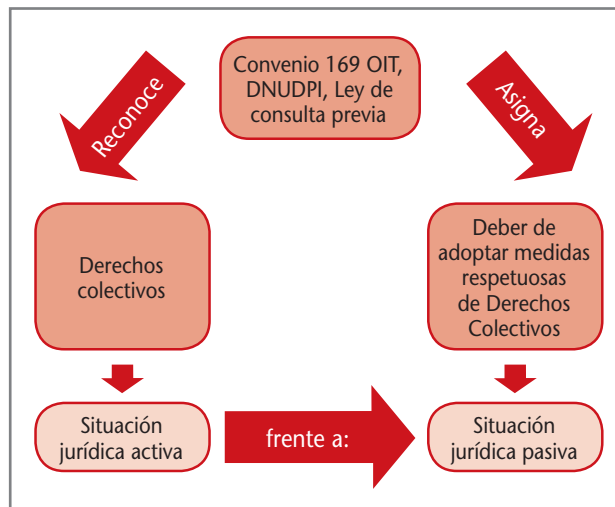 Convenio 169 OIT,
DNUDPI, Ley de
consulta previa
Reconoce
Asigna
Derechos
colectivos
Deber de
adoptar medidas
respetuosas
de Derechos
Colectivos
Situación
jurídica activa
frente a:
Situación
jurídica pasiva